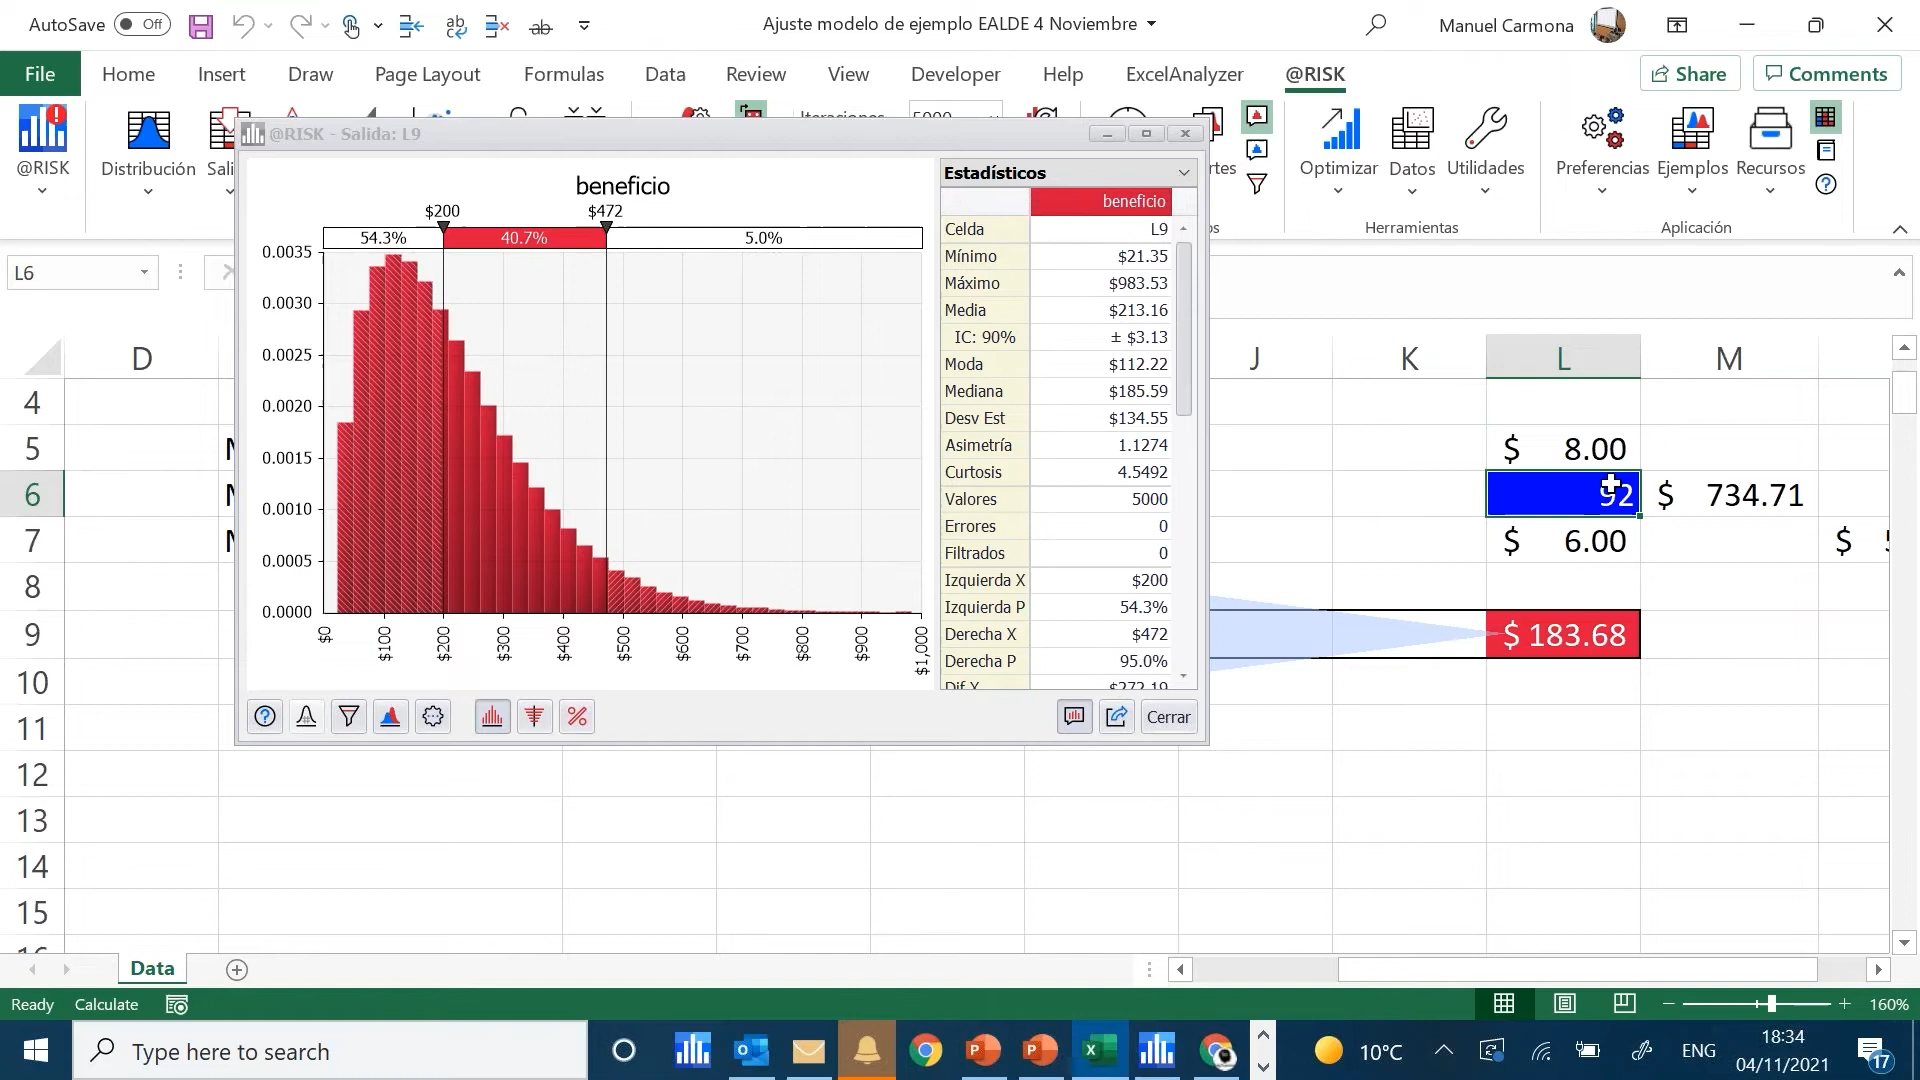 AutoSave Off
Ajuste modelo de ejemplo EALDE 4 Noviembre
Manuel Carmona
File Home Insert Draw Page Layout Formulas Data Review View Developer Help ExcelAnalyzer @RISK Share Comments
@RISK
Distribución
Optimizar Datos Utilidades
Preferencias Ejemplos Recursos
Herramientas
Aplicación
@RISK - Salida: L9
L6
beneficio
$200 $472
54.3% 40.7% 5.0%
0.0035
0.0030
0.0025
0.0020
0.0015
0.0010
0.0005
0.0000
$0 $100 $200 $300 $400 $500 $600 $700 $800 $900 $1,000
Estadísticos
beneficio
Celda L9
Mínimo $21.35
Máximo $983.53
Media $213.16
IC: 90% ± $3.13
Moda $112.22
Mediana $185.59
Desv Est $134.55
Asimetría 1.1274
Curtosis 4.5492
Valores 5000
Errores 0
Filtrados 0
Izquierda X $200
Izquierda P 54.3%
Derecha X $472
Derecha P 95.0%
Dif X $272.19
Cerrar
D J K L M
4
5 $ 8.00
6 92 $ 734.71
7 $ 6.00 $
8
9 $ 183.68
10
11
12
13
14
15
Data
Ready Calculate 160%
Type here to search
10°C ENG 18:34
04/11/2021 17